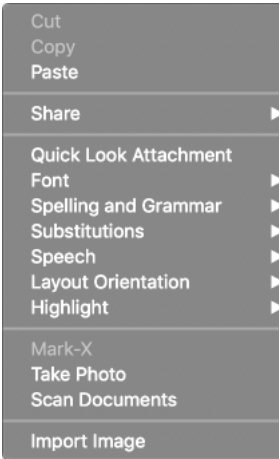 Cut
Copy
Paste
Share
Quick Look Attachment
Font
Spelling and Grammar
Substitutions
Speech
Layout Orientation
Highlight
Mark-X
Take Photo
Scan Documents
Import Image